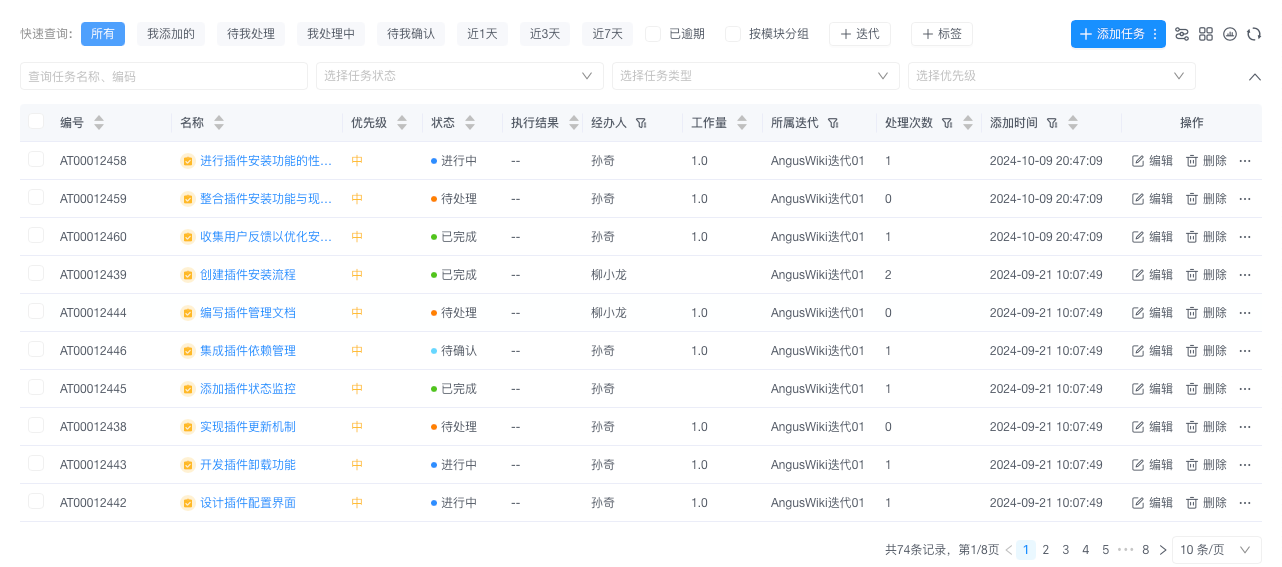 快速查询: 所有 我添加的 待我处理 我处理中 待我确认 近1天 近3天 近7天 已逾期 按模块分组 迭代 标签 添加任务
查询任务名称、编码 选择任务状态 选择任务类型 选择优先级
编号 名称 优先级 状态 执行结果 经办人 工作量 所属迭代 处理次数 添加时间 操作
AT00012458 进行插件安装功能的性... 中 进行中 -- 孙奇 1.0 AngusWiki迭代01 1 2024-10-09 20:47:09 编辑 删除 ...
AT00012459 整合插件安装功能与现... 中 待处理 -- 孙奇 1.0 AngusWiki迭代01 0 2024-10-09 20:47:09 编辑 删除 ...
AT00012460 收集用户反馈以优化安... 中 已完成 -- 孙奇 1.0 AngusWiki迭代01 1 2024-10-09 20:47:09 编辑 删除 ...
AT00012439 创建插件安装流程 中 已完成 -- 柳小龙 AngusWiki迭代01 2 2024-09-21 10:07:49 编辑 删除 ...
AT00012444 编写插件管理文档 中 待处理 -- 柳小龙 1.0 AngusWiki迭代01 0 2024-09-21 10:07:49 编辑 删除 ...
AT00012446 集成插件依赖管理 中 待确认 -- 孙奇 1.0 AngusWiki迭代01 1 2024-09-21 10:07:49 编辑 删除 ...
AT00012445 添加插件状态监控 中 已完成 -- 孙奇 1.0 AngusWiki迭代01 1 2024-09-21 10:07:49 编辑 删除 ...
AT00012438 实现插件更新机制 中 待处理 -- 孙奇 1.0 AngusWiki迭代01 0 2024-09-21 10:07:49 编辑 删除 ...
AT00012443 开发插件卸载功能 中 进行中 -- 孙奇 1.0 AngusWiki迭代01 1 2024-09-21 10:07:49 编辑 删除 ...
AT00012442 设计插件配置界面 中 进行中 -- 孙奇 1.0 AngusWiki迭代01 1 2024-09-21 10:07:49 编辑 删除 ...
共74条记录，第1/8页 < 1 2 3 4 5 ••• 8 > 10 条/页